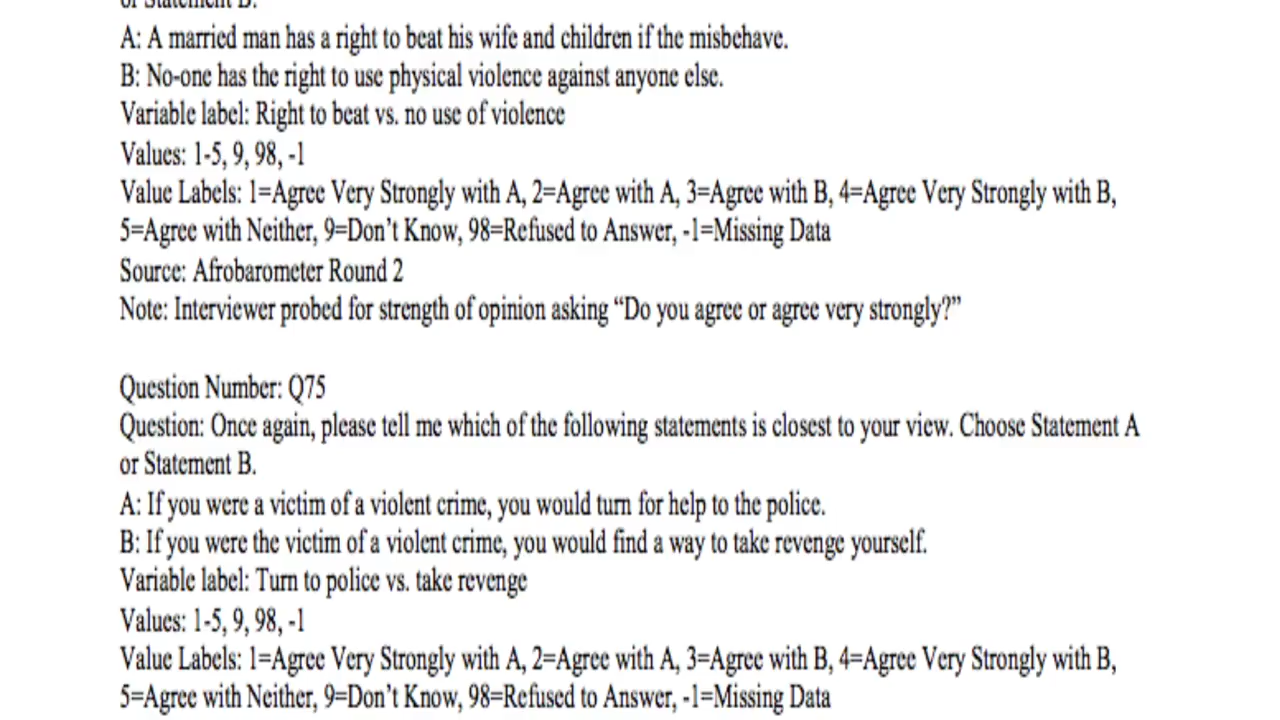 or Statement B.
A: A married man has a right to beat his wife and children if the misbehave.
B: No-one has the right to use physical violence against anyone else.
Variable label: Right to beat vs. no use of violence
Values: 1-5, 9, 98, -1
Value Labels: 1=Agree Very Strongly with A, 2=Agree with A, 3=Agree with B, 4=Agree Very Strongly with B,
5=Agree with Neither, 9=Don’t Know, 98=Refused to Answer, -1=Missing Data
Source: Afrobarometer Round 2
Note: Interviewer probed for strength of opinion asking “Do you agree or agree very strongly?”
Question Number: Q75
Question: Once again, please tell me which of the following statements is closest to your view. Choose Statement A
or Statement B.
A: If you were a victim of a violent crime, you would turn for help to the police.
B: If you were the victim of a violent crime, you would find a way to take revenge yourself.
Variable label: Turn to police vs. take revenge
Values: 1-5, 9, 98, -1
Value Labels: 1=Agree Very Strongly with A, 2=Agree with A, 3=Agree with B, 4=Agree Very Strongly with B,
5=Agree with Neither, 9=Don’t Know, 98=Refused to Answer, -1=Missing Data